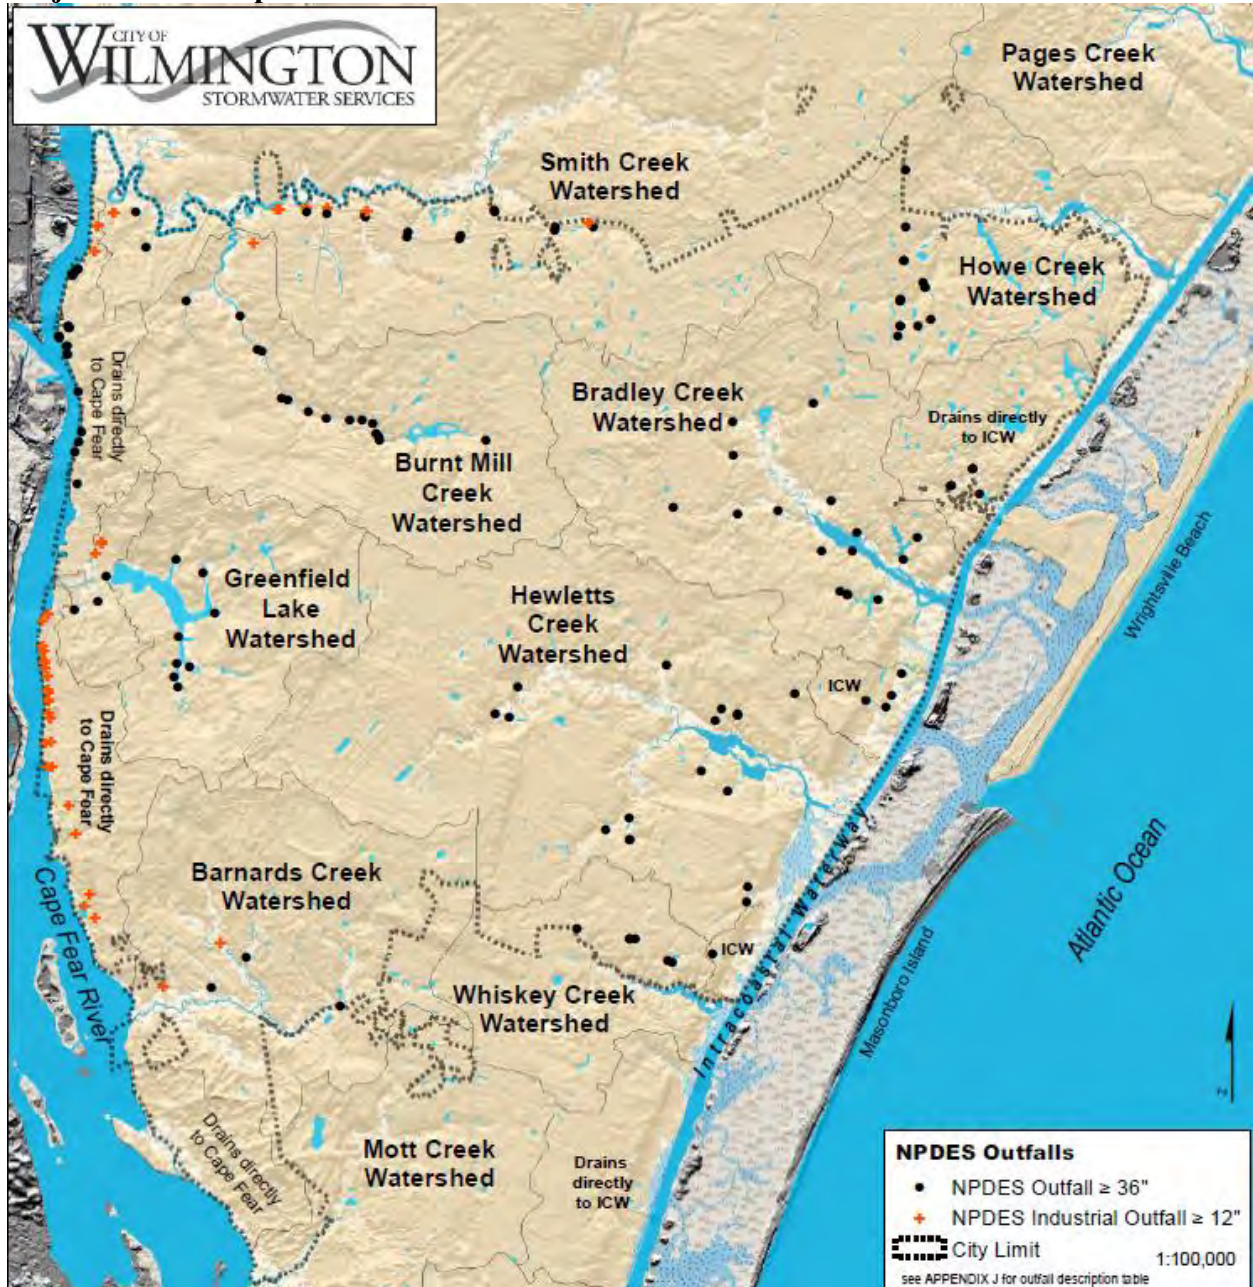 CITY OF
WILMINGTON
STORMWATER SERVICES
Pages Creek
Watershed
Smith Creek
Watershed
Howe Creek
Watershed
Drains directly
to Cape Fear
Bradley Creek
Watershed
Drains directly
to ICW
Burnt Mill
Creek
Watershed
Greenfield
Lake
Watershed
Hewletts
Creek
Watershed
Wrightsville Beach
ICW
Drains directly
to Cape Fear
Intracoastal Waterway
Barnards Creek
Watershed
Cape Fear River
Atlantic Ocean
ICW
Masonboro Island
Whiskey Creek
Watershed
Drains directly
to Cape Fear
Mott Creek
Watershed
Drains
directly
to ICW
NPDES Outfalls
NPDES Outfall ≥ 36"
NPDES Industrial Outfall ≥ 12"
City Limit
1:100,000
see APPENDIX J for outfall description table